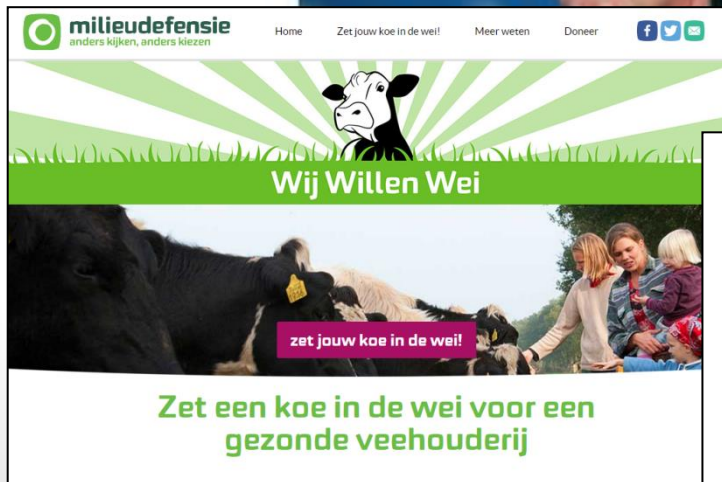 milieudefensie
anders kijken, anders kiezen
Home Zet jouw koe in de wei! Meer weten Doneer
Wij Willen Wei
zet jouw koe in de wei!
Zet een koe in de wei voor een
gezonde veehouderij